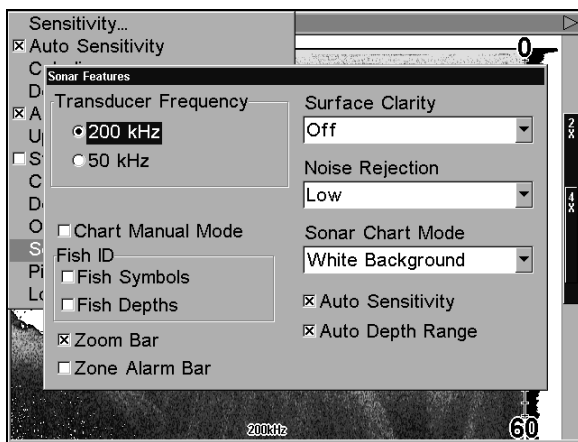 Sensitivity...
Auto Sensitivity
0
Sonar Features
Transducer Frequency
200 kHz
50 kHz
Surface Clarity
Off
Noise Rejection
Low
Chart Manual Mode
Sonar Chart Mode
White Background
Fish ID
Fish Symbols
Fish Depths
Auto Sensitivity
Auto Depth Range
Zoom Bar
Zone Alarm Bar
2X
4X
200kHz
60